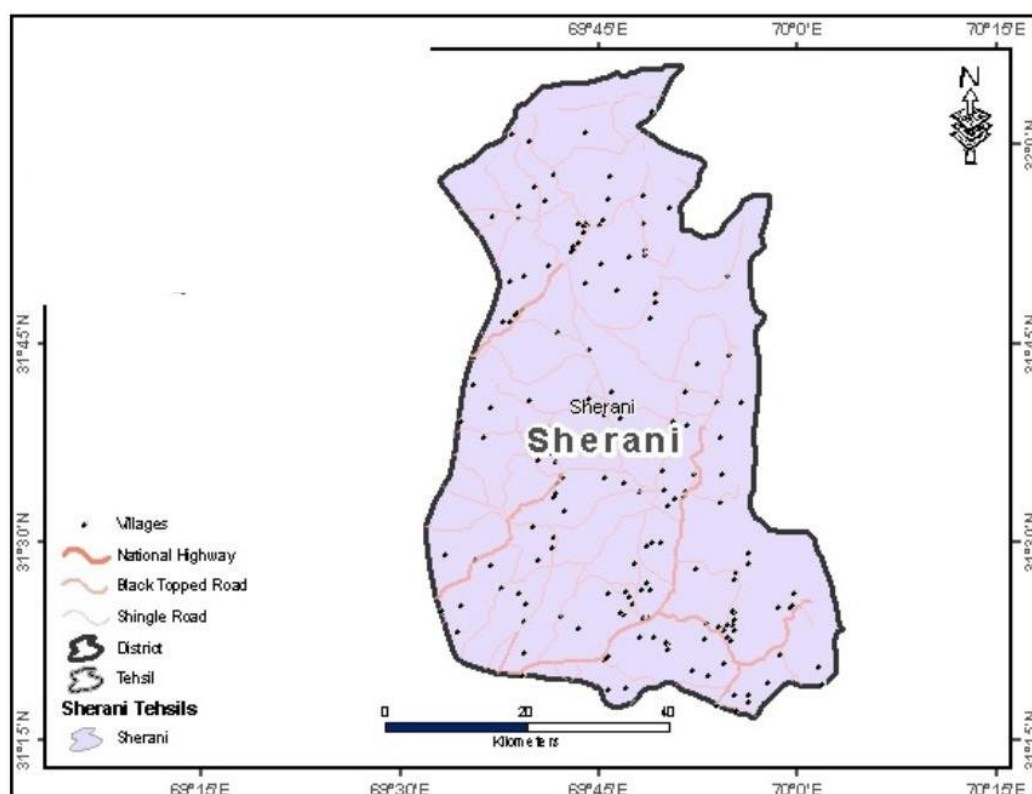 69°45'E 70°0'E 70°15'E
N
32°0'N
31°45'N 31°45'N
Sherani
Sherani
31°30'N 31°30'N
Villages
National Highway
Black Topped Road
Shingle Road
District
Tehsil
Sherani Tehsils
Sherani
0 20 40
Kilometers
31°15'N 31°15'N
69°15'E 69°30'E 69°45'E 70°0'E 70°15'E